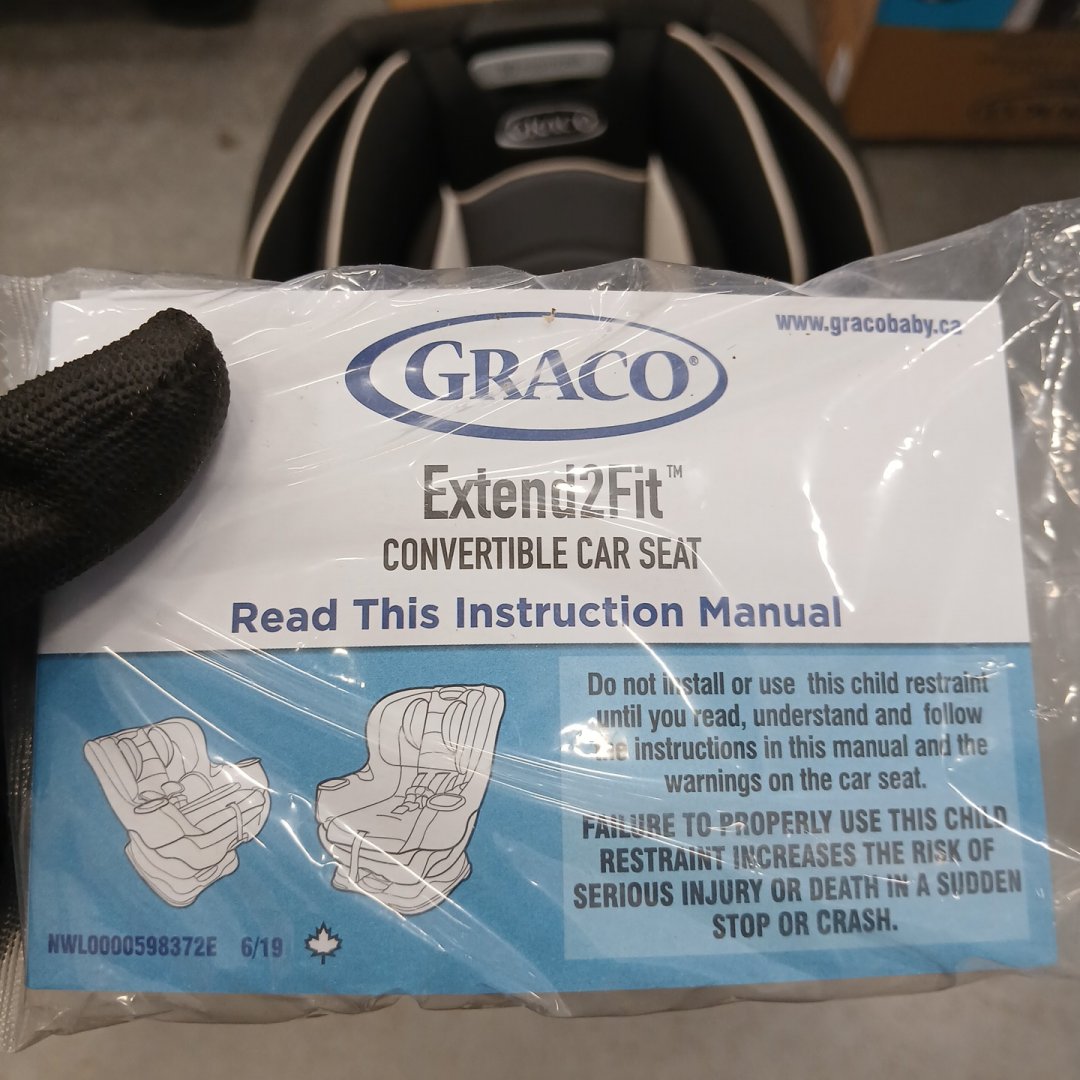 GRACO
www.gracobaby.ca
GRACO®
Extend2Fit™
CONVERTIBLE CAR SEAT
Read This Instruction Manual
Do not install or use this child restraint
until you read, understand and follow
the instructions in this manual and the
warnings on the car seat.
FAILURE TO PROPERLY USE THIS CHILD
RESTRAINT INCREASES THE RISK OF
SERIOUS INJURY OR DEATH IN A SUDDEN
STOP OR CRASH.
NWL0000598372E 6/19